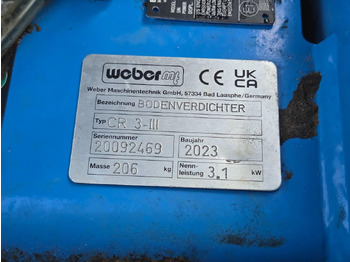 weber mt
CE UK CA
Weber Maschinentechnik GmbH, 57334 Bad Laasphe/Germany
Bezeichnung BODENVERDICHTER
Typ CR 3-III
Seriennummer Baujahr
20092469 2023
Masse 206 kg Nenn-leistung 3.1 kW